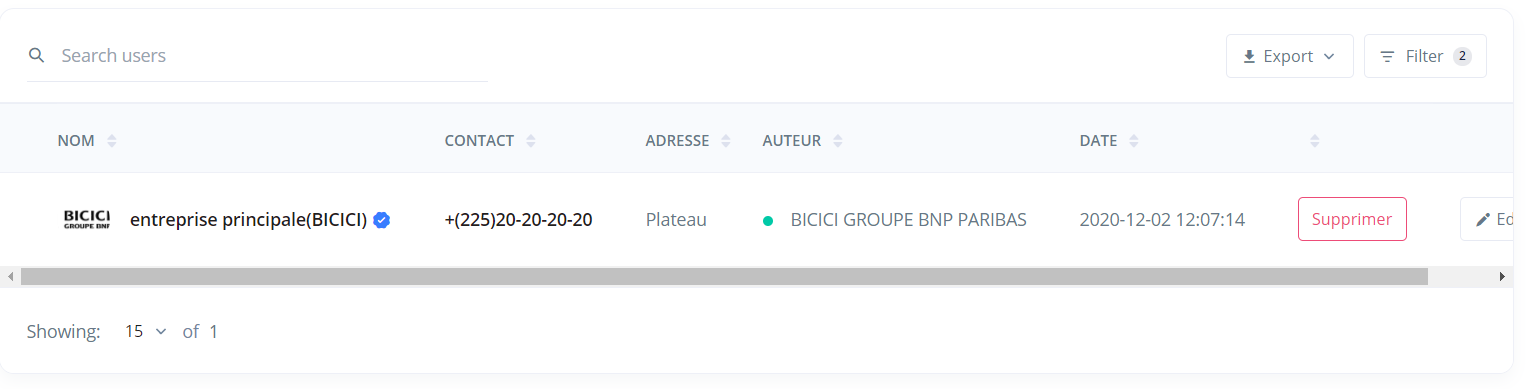 Search users
Export
Filter 2
NOM CONTACT ADRESSE AUTEUR DATE
BICICI
GROUPE BNP
entreprise principale(BICICI) +(225)20-20-20-20 Plateau BICICI GROUPE BNP PARIBAS 2020-12-02 12:07:14 Supprimer Ed
Showing: 15 of 1